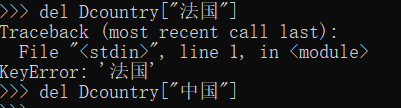 >>> del Dcountry["法国"]
Traceback (most recent call last):
  File "<stdin>", line 1, in <module>
KeyError: '法国'
>>> del Dcountry["中国"]